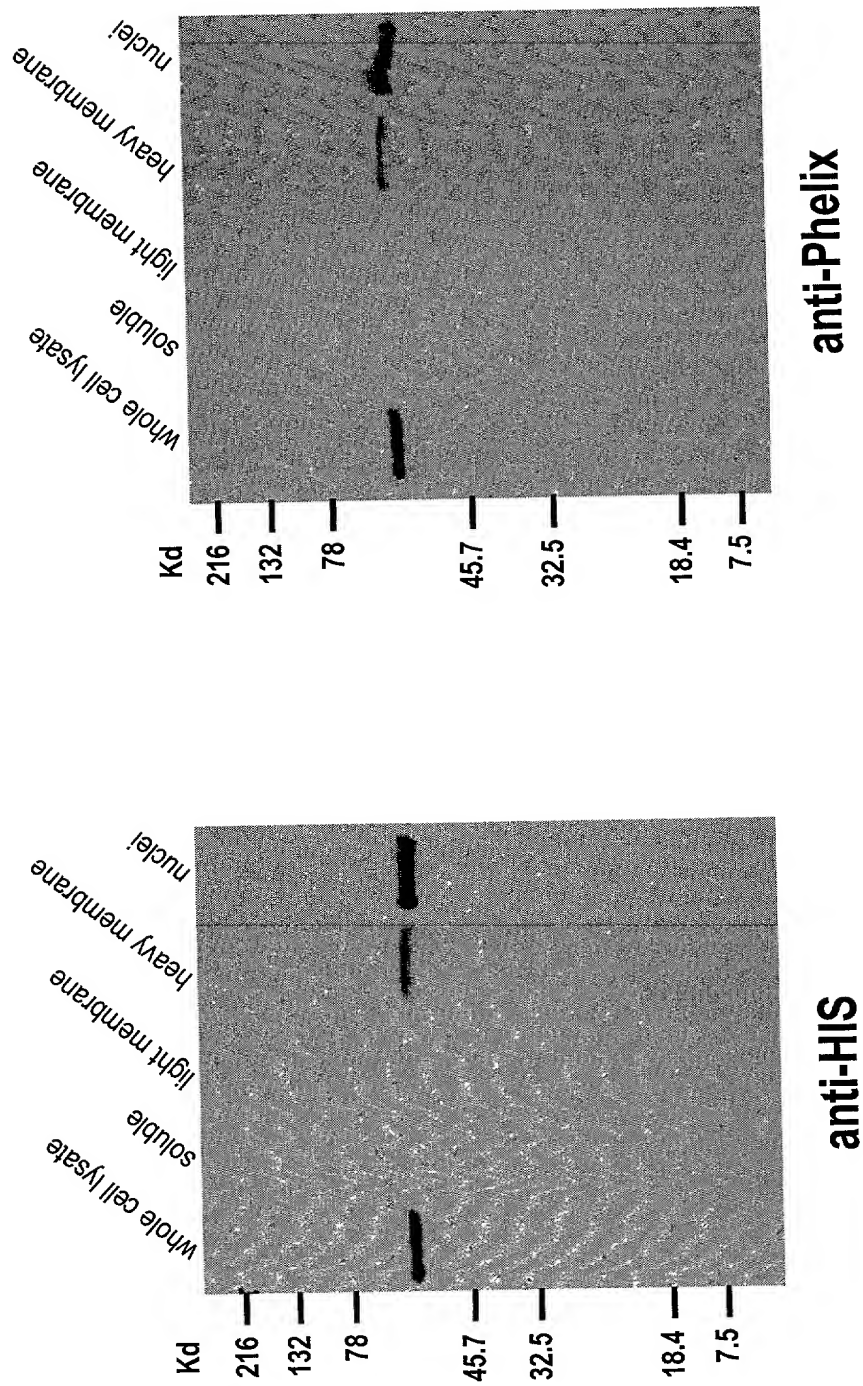 Kd
216
132
78
45.7
32.5
18.4
7.5
whole cell lysate
soluble
light membrane
heavy membrane
nuclei
anti-HIS
Kd
216
132
78
45.7
32.5
18.4
7.5
whole cell lysate
soluble
light membrane
heavy membrane
nuclei
anti-Phelix